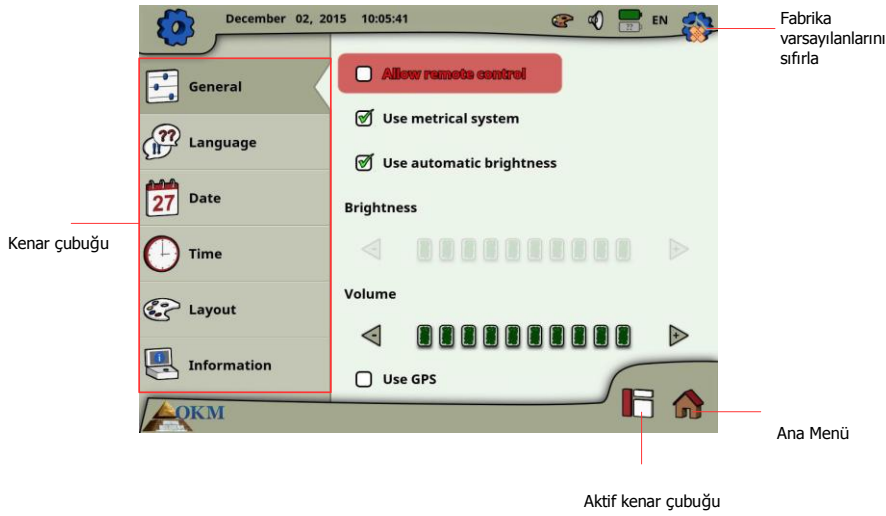 December 02, 2015 10:05:41
EN
Fabrika
varsayılanlarını
sıfırla
General
Allow remote control
Use metrical system
Language
Use automatic brightness
27
Date
Brightness
Kenar çubuğu
Time
Volume
Layout
Information
Use GPS
OKM
Ana Menü
Aktif kenar çubuğu